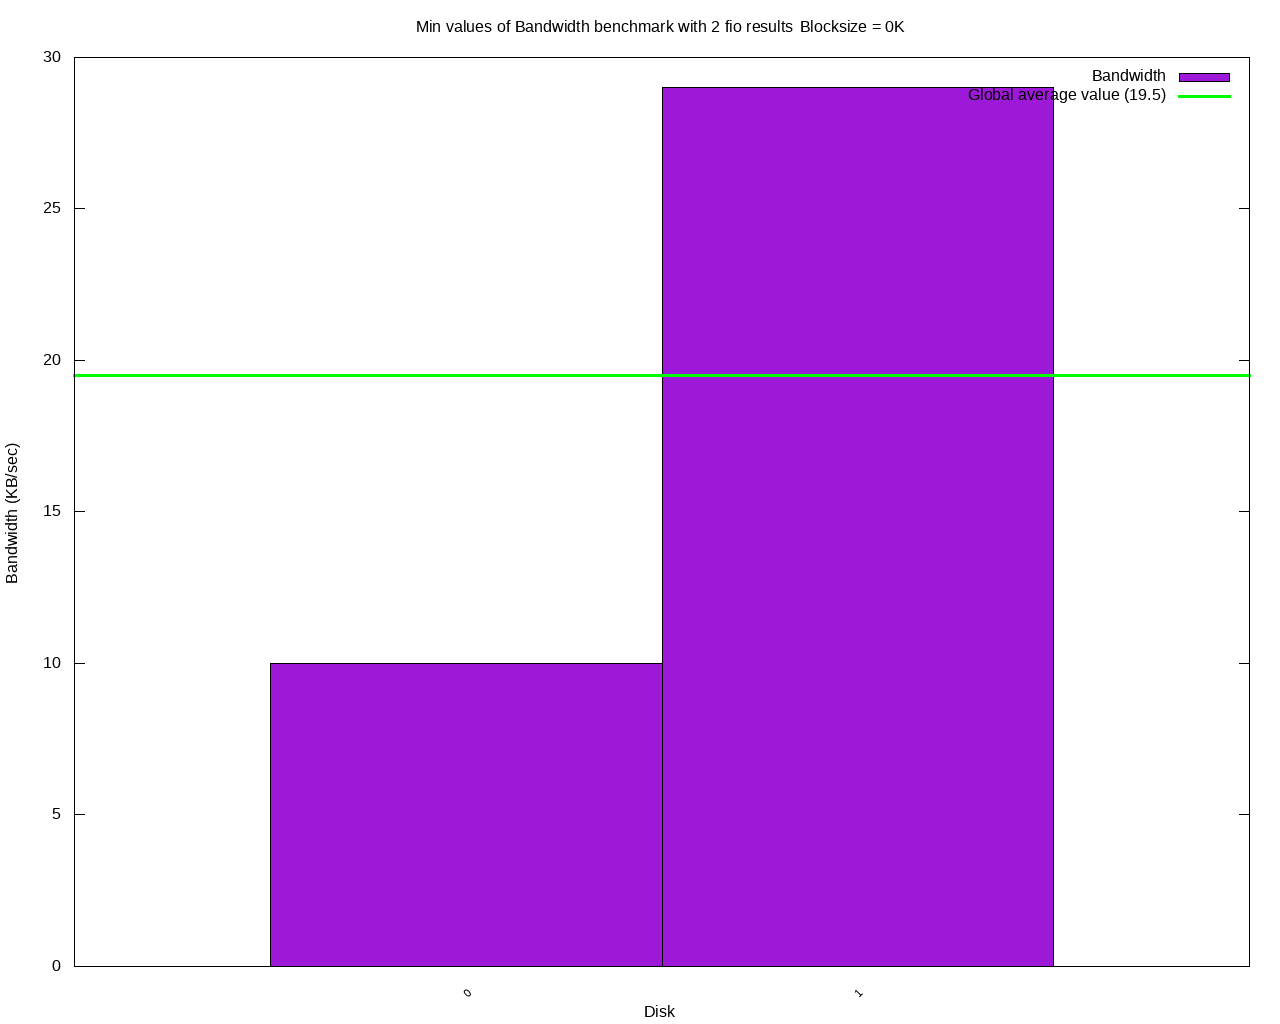 Min values of Bandwidth benchmark with 2 fio results Blocksize = 0K
30
25
20
15
10
5
0
Bandwidth (KB/sec)
Bandwidth
Global average value (19.5)
0
1
Disk